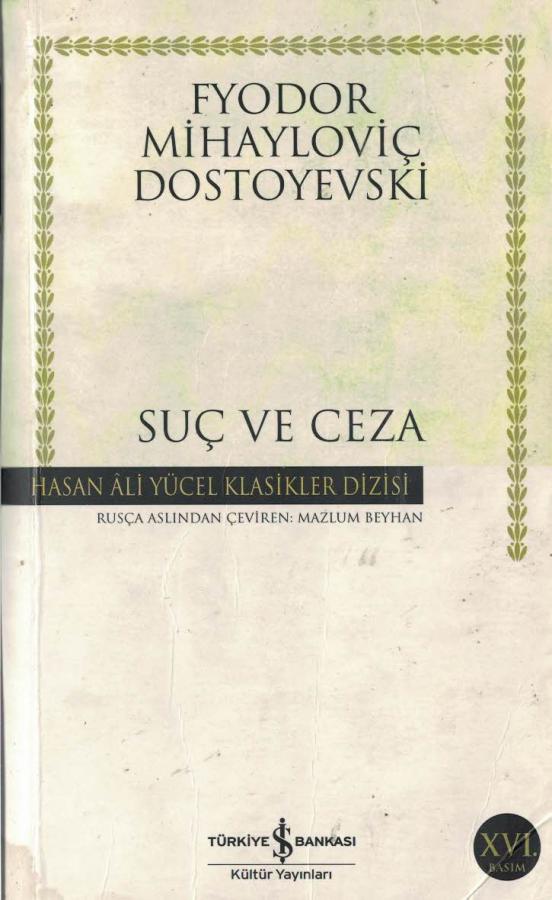 FYODOR
MİHAYLOVİÇ
DOSTOYEVSKİ
SUÇ VE CEZA
HASAN ÂLİ YÜCEL KLASİKLER DİZİSİ
RUSÇA ASLINDAN ÇEVİREN: MAZLUM BEYHAN
TÜRKİYE İŞ BANKASI
Kültür Yayınları
XVI.
BASIM